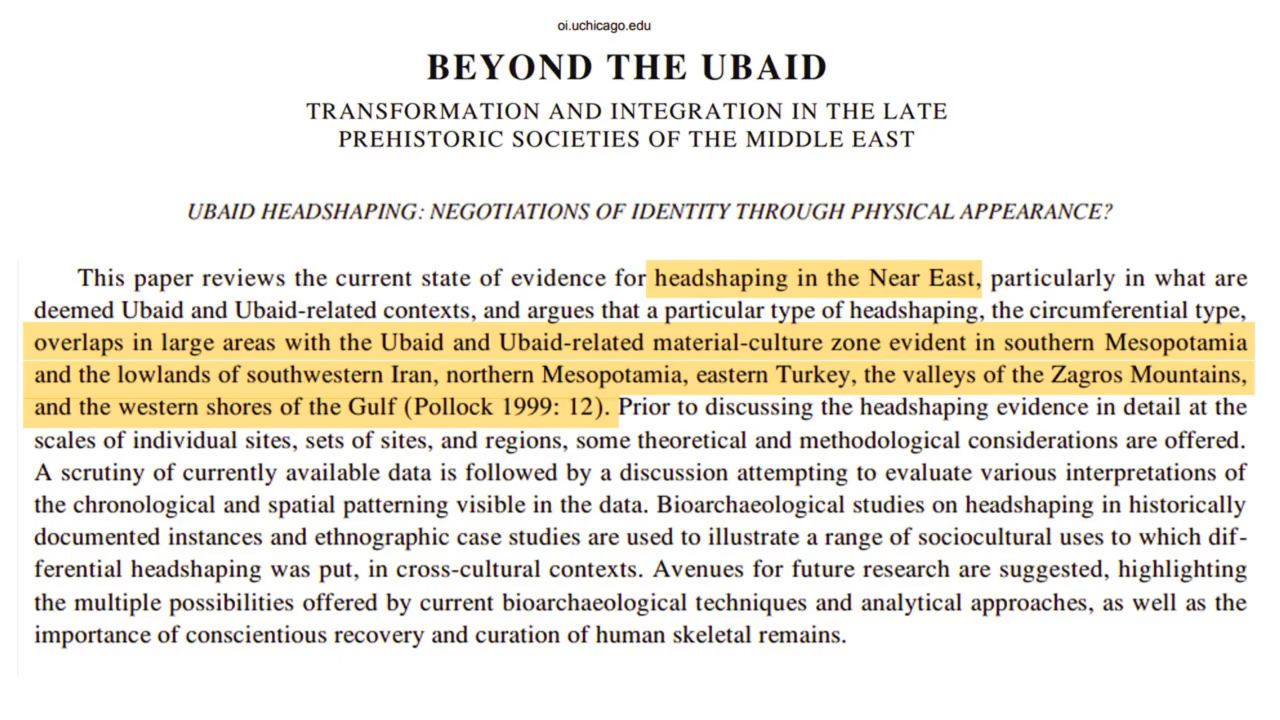 oi.uchicago.edu
BEYOND THE UBAID
TRANSFORMATION AND INTEGRATION IN THE LATE
PREHISTORIC SOCIETIES OF THE MIDDLE EAST
UBAID HEADSHAPING: NEGOTIATIONS OF IDENTITY THROUGH PHYSICAL APPEARANCE?
This paper reviews the current state of evidence for headshaping in the Near East, particularly in what are
deemed Ubaid and Ubaid-related contexts, and argues that a particular type of headshaping, the circumferential type,
overlaps in large areas with the Ubaid and Ubaid-related material-culture zone evident in southern Mesopotamia
and the lowlands of southwestern Iran, northern Mesopotamia, eastern Turkey, the valleys of the Zagros Mountains,
and the western shores of the Gulf (Pollock 1999: 12). Prior to discussing the headshaping evidence in detail at the
scales of individual sites, sets of sites, and regions, some theoretical and methodological considerations are offered.
A scrutiny of currently available data is followed by a discussion attempting to evaluate various interpretations of
the chronological and spatial patterning visible in the data. Bioarchaeological studies on headshaping in historically
documented instances and ethnographic case studies are used to illustrate a range of sociocultural uses to which dif-
ferential headshaping was put, in cross-cultural contexts. Avenues for future research are suggested, highlighting
the multiple possibilities offered by current bioarchaeological techniques and analytical approaches, as well as the
importance of conscientious recovery and curation of human skeletal remains.